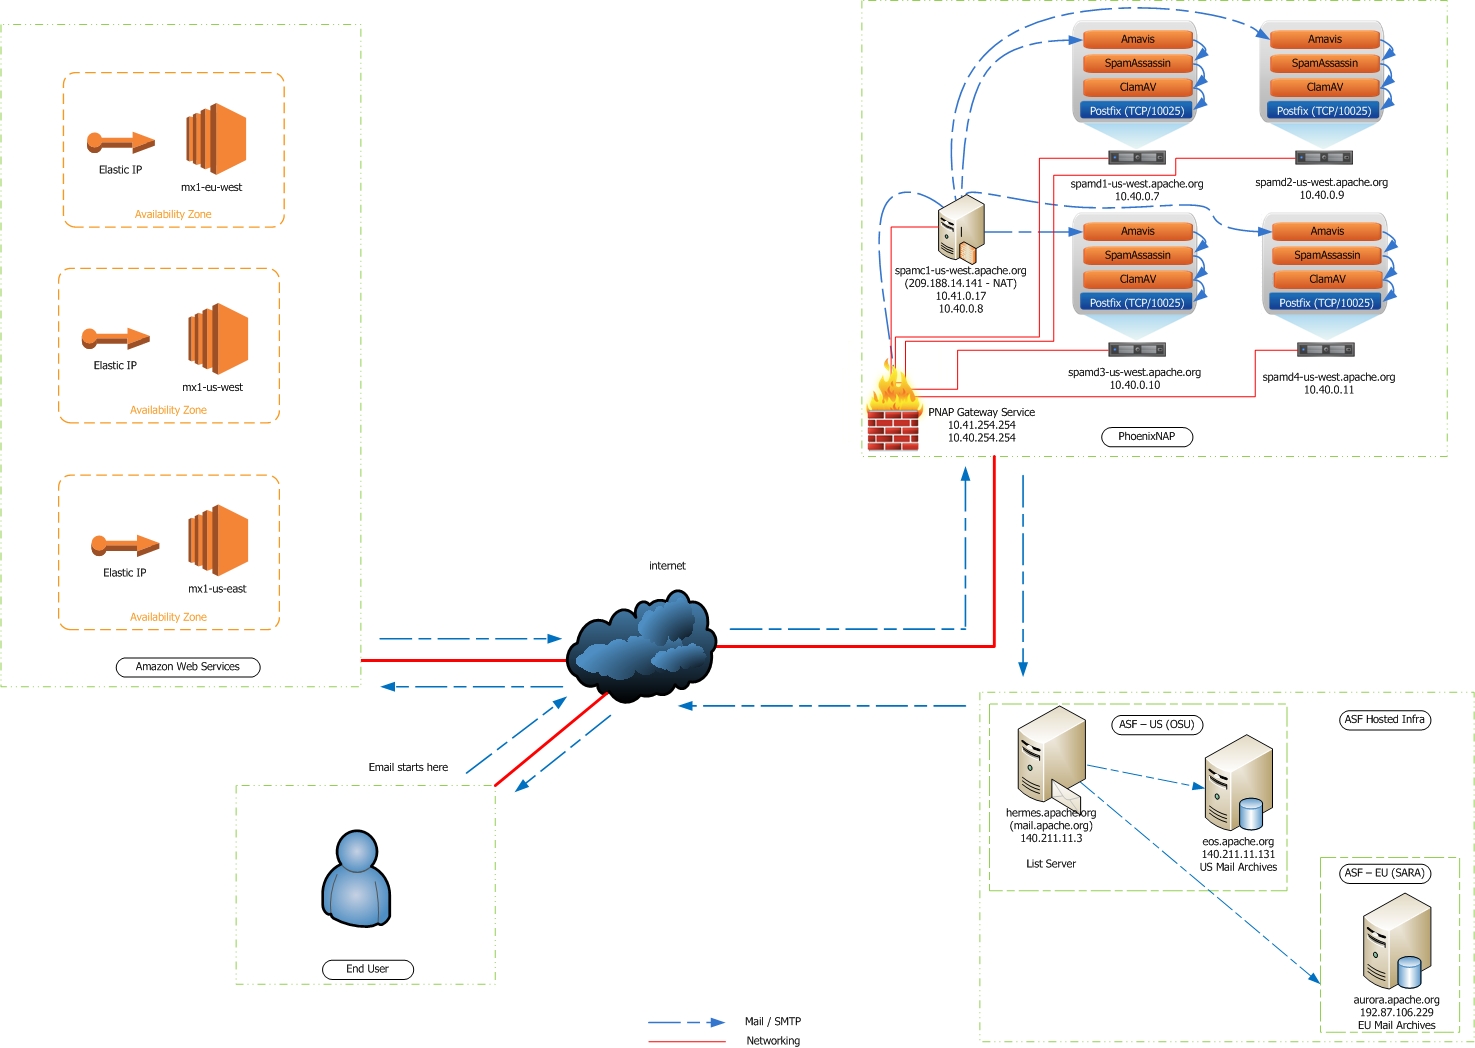 Elastic IP
mx1-eu-west
Availability Zone
Elastic IP
mx1-us-west
Availability Zone
Elastic IP
mx1-us-east
Availability Zone
Amazon Web Services
Amavis
SpamAssassin
ClamAV
Postfix (TCP/10025)
spamd1-us-west.apache.org
10.40.0.7
Amavis
SpamAssassin
ClamAV
Postfix (TCP/10025)
spamd2-us-west.apache.org
10.40.0.9
spamc1-us-west.apache.org
(209.188.14.141 - NAT)
10.41.0.17
10.40.0.8
Amavis
SpamAssassin
ClamAV
Postfix (TCP/10025)
spamd3-us-west.apache.org
10.40.0.10
Amavis
SpamAssassin
ClamAV
Postfix (TCP/10025)
spamd4-us-west.apache.org
10.40.0.11
PNAP Gateway Service
10.41.254.254
10.40.254.254
PhoenixNAP
internet
Email starts here
End User
ASF – US (OSU)
ASF Hosted Infra
hermes.apache.org
(mail.apache.org)
140.211.11.3
List Server
eos.apache.org
140.211.11.131
US Mail Archives
ASF – EU (SARA)
aurora.apache.org
192.87.106.229
EU Mail Archives
Mail / SMTP
Networking